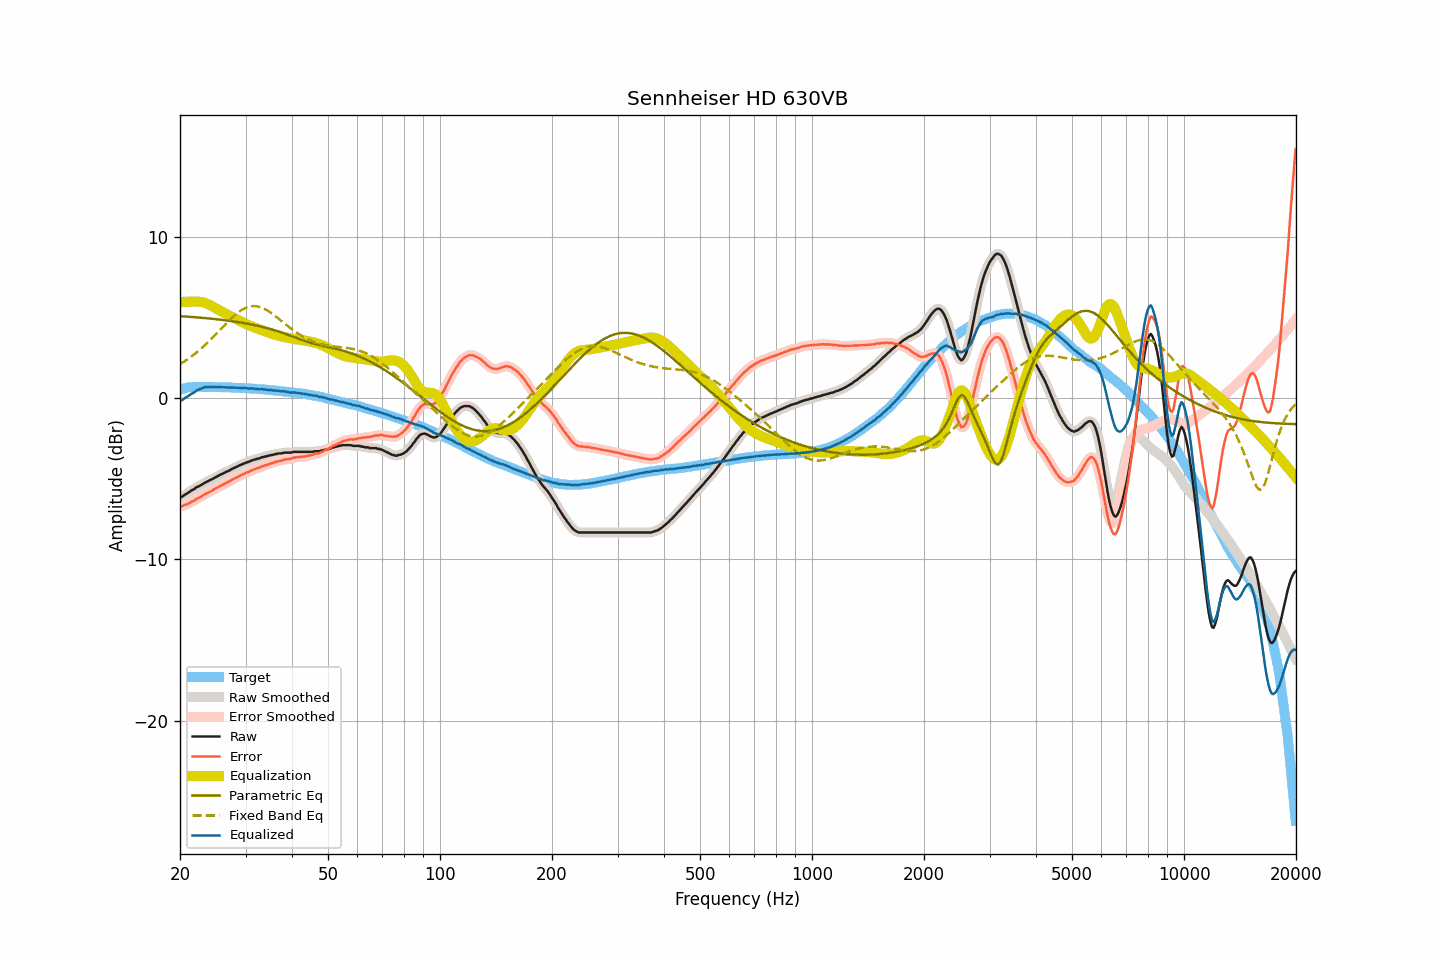 Sennheiser HD 630VB
Amplitude (dBr)
10
0
−10
−20
Target
Raw Smoothed
Error Smoothed
Raw
Error
Equalization
Parametric Eq
Fixed Band Eq
Equalized
20 50 100 200 500 1000 2000 5000 10000 20000
Frequency (Hz)